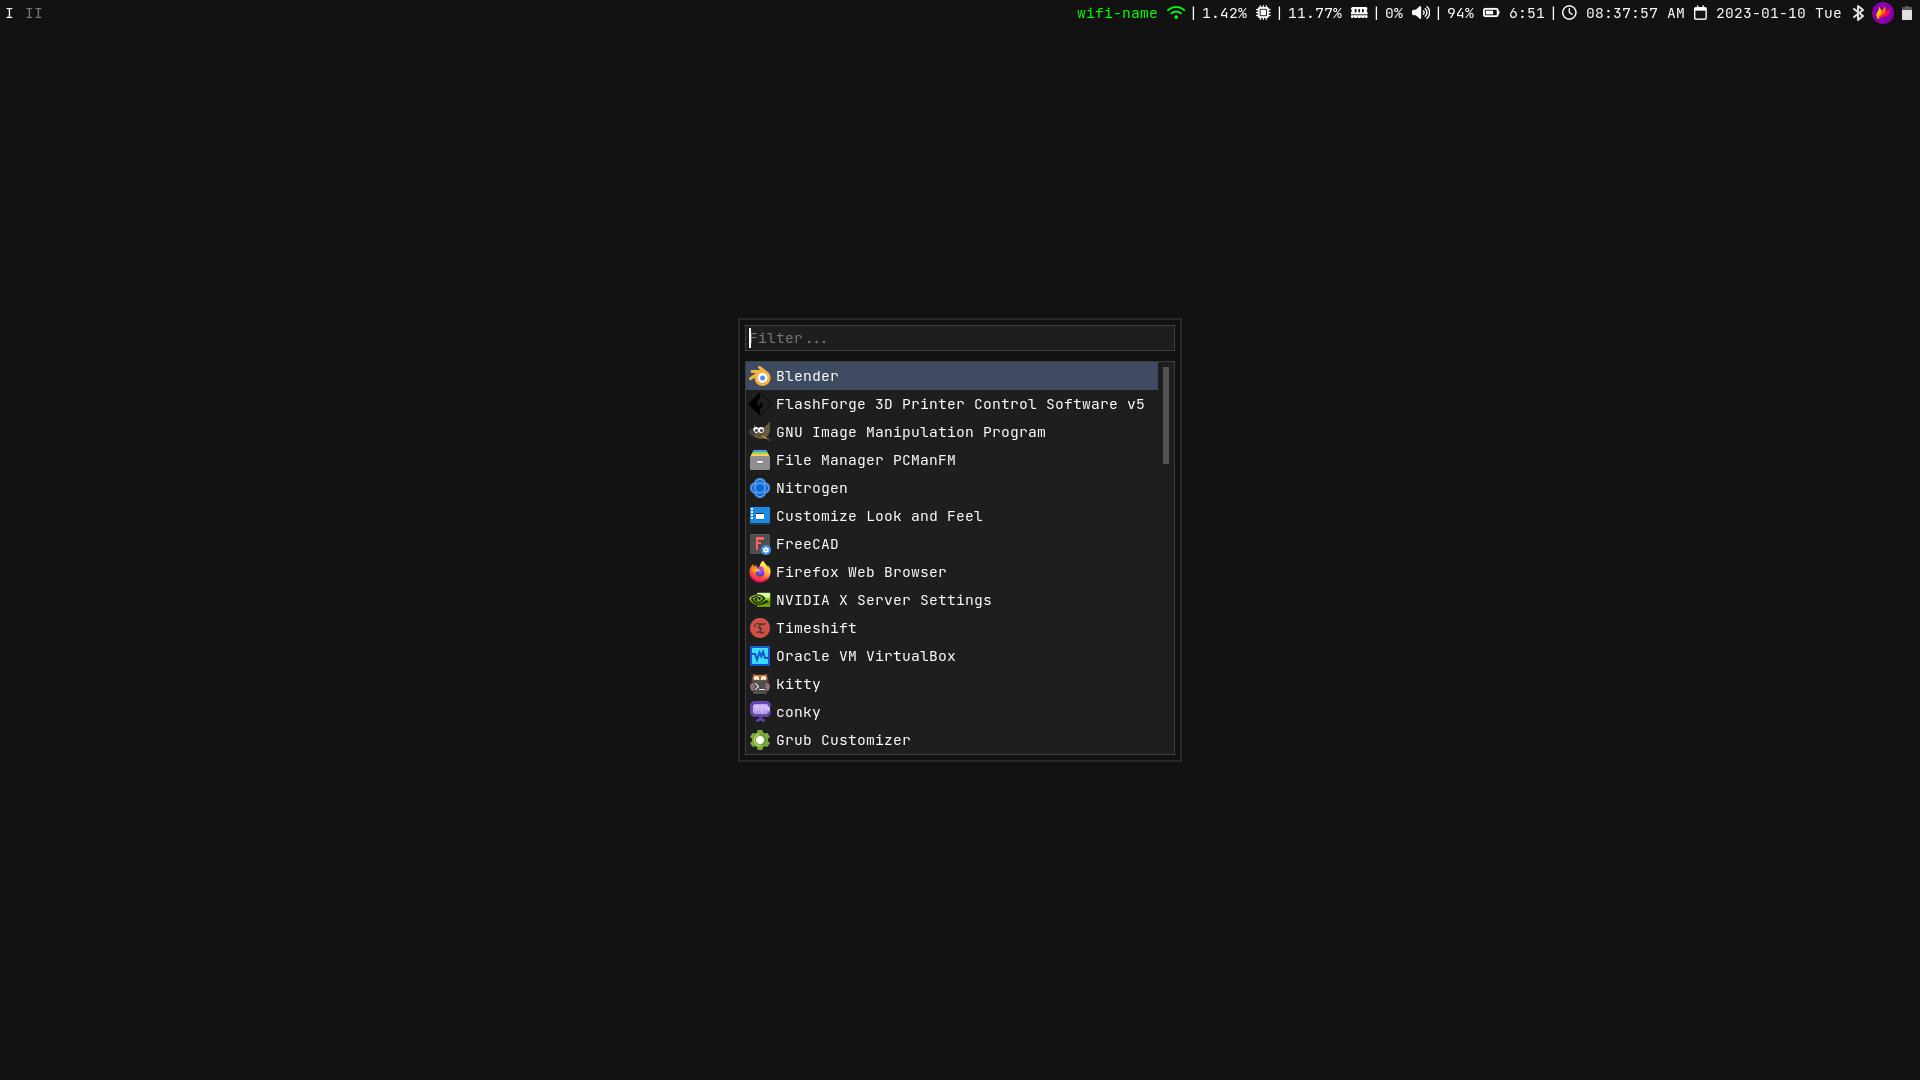 I II wifi-name | 1.42% | 11.77% | 0% | 94% 6:51 | 08:37:57 AM 2023-01-10 Tue
Filter...
Blender
FlashForge 3D Printer Control Software v5
GNU Image Manipulation Program
File Manager PCManFM
Nitrogen
Customize Look and Feel
FreeCAD
Firefox Web Browser
NVIDIA X Server Settings
Timeshift
Oracle VM VirtualBox
kitty
conky
Grub Customizer